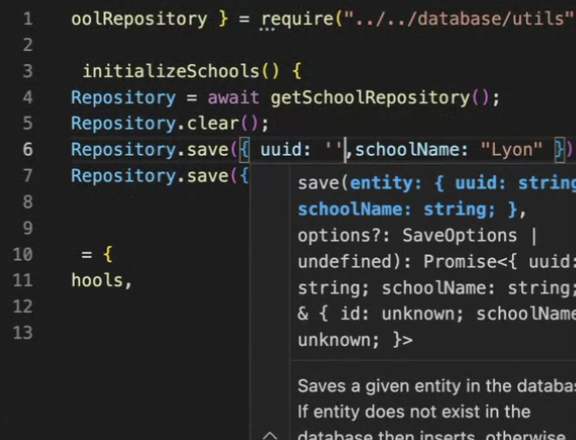 1 oolRepository } = require("../../database/utils"
2
3 initializeSchools() {
4 Repository = await getSchoolRepository();
5 Repository.clear();
6 Repository.save({ uuid: '',schoolName: "Lyon" })
7 Repository.save({
8
9
10 = {
11 hools,
12
13
save(entity: { uuid: string
schoolName: string; },
options?: SaveOptions |
undefined): Promise<{ uuid:
string; schoolName: string;
& { id: unknown; schoolName
unknown; }>
Saves a given entity in the databas
If entity does not exist in the
database then inserts, otherwise